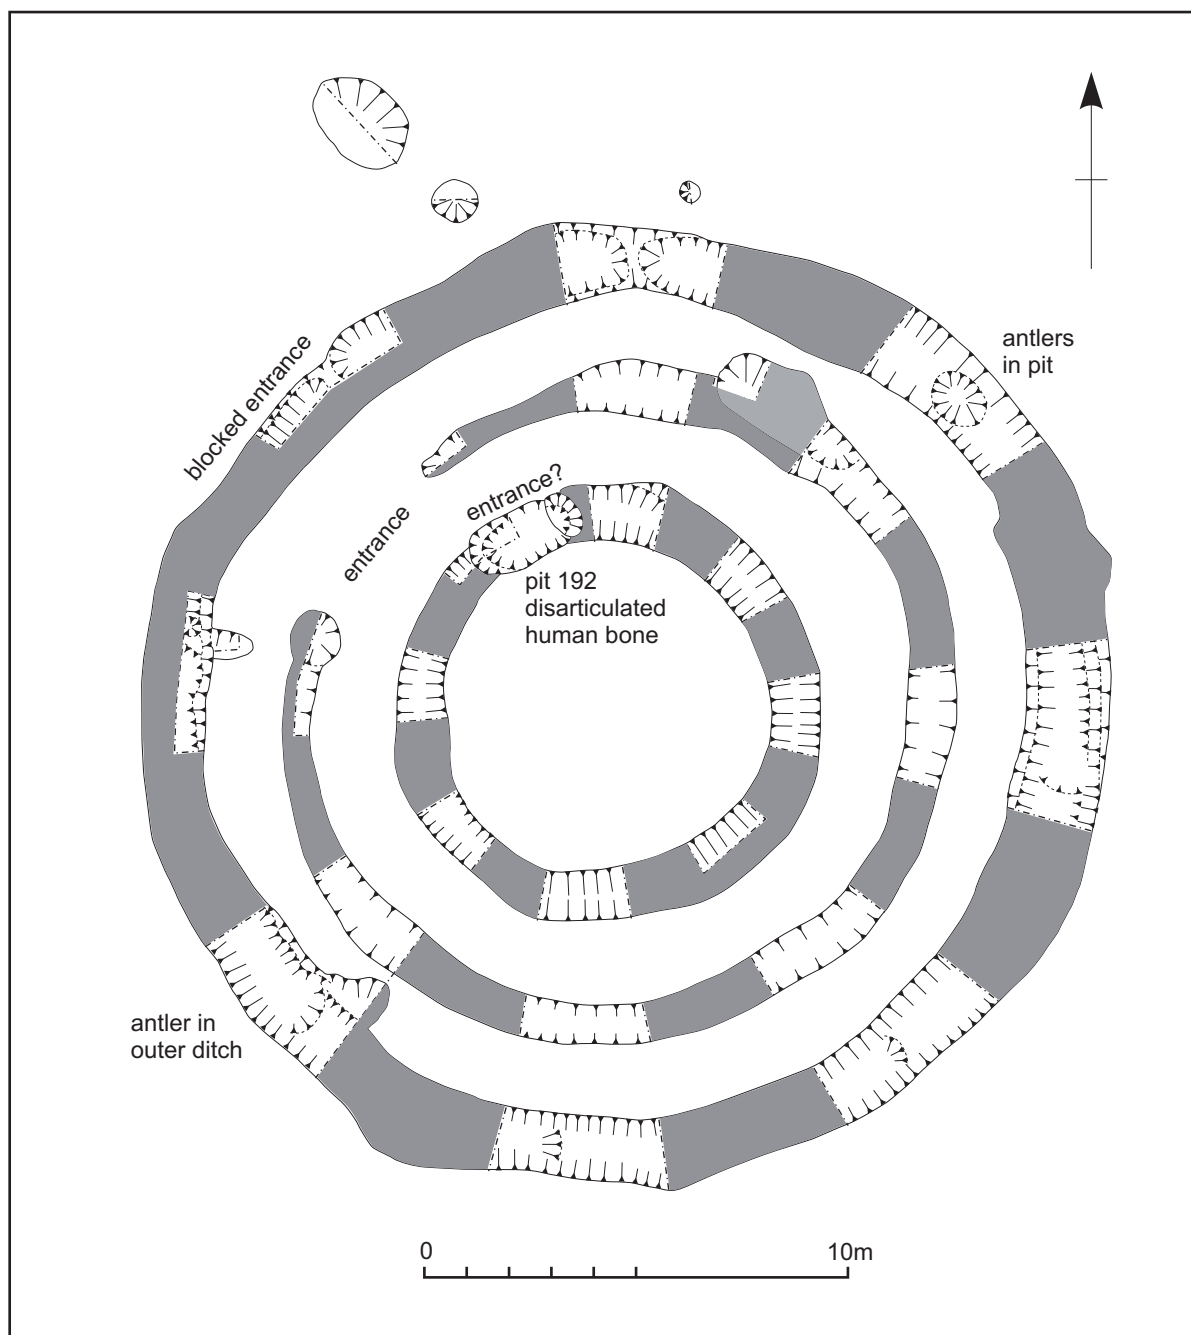 antlers
in pit
blocked entrance
entrance?
entrance
pit 192
disarticulated
human bone
antler in
outer ditch
0
10m